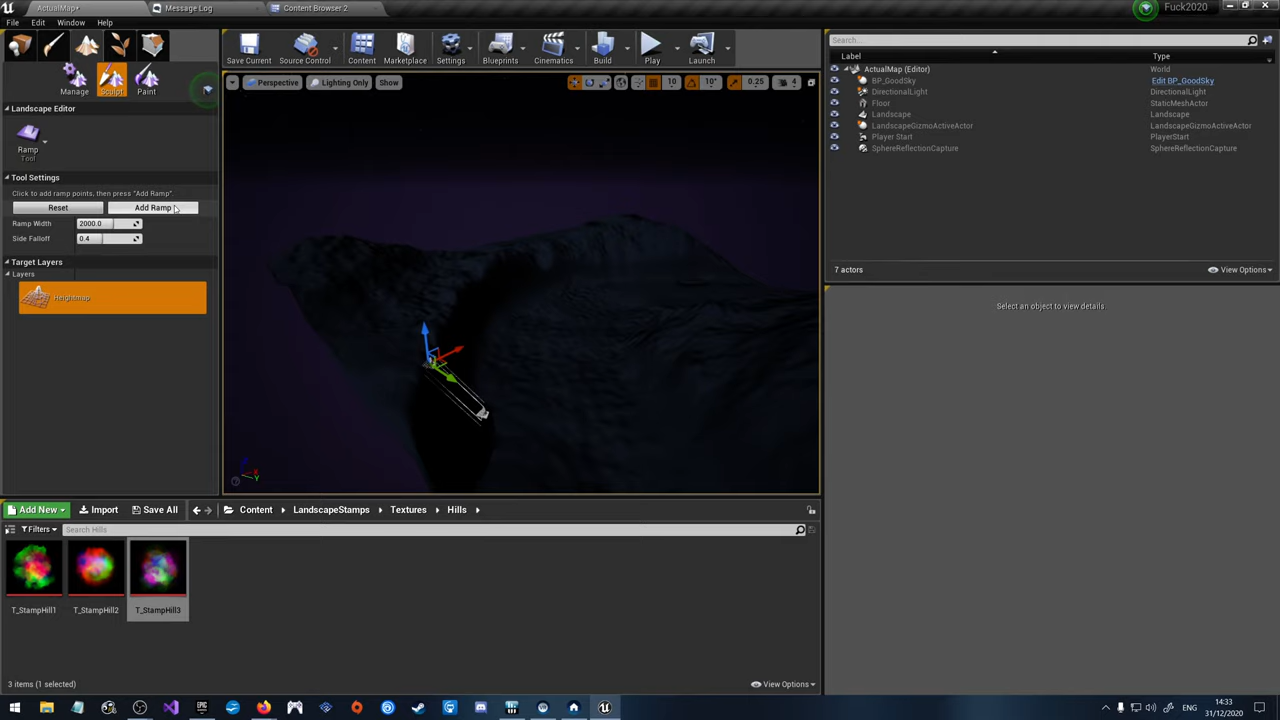 ActualMap*
Message Log
Content Browser 2
Fuck2020
File Edit Window Help
Manage Sculpt Paint
Save Current Source Control Content Marketplace Settings Blueprints Cinematics Build Play Launch
Perspective Lighting Only Show
10 10° 0.25 4
Landscape Editor
Ramp
Tool
Tool Settings
Click to add ramp points, then press "Add Ramp".
Reset Add Ramp
Ramp Width 2000.0
Side Falloff 0.4
Target Layers
Layers
Heightmap
X Y
Search...
Label Type
ActualMap (Editor) World
BP_GoodSky Edit BP_GoodSky
DirectionalLight DirectionalLight
Floor StaticMeshActor
Landscape Landscape
LandscapeGizmoActiveActor LandscapeGizmoActiveActor
Player Start PlayerStart
SphereReflectionCapture SphereReflectionCapture
7 actors View Options
Select an object to view details.
Add New Import Save All Content LandscapeStamps Textures Hills
Filters Search Hills
T_StampHill1 T_StampHill2 T_StampHill3
3 items (1 selected) View Options
ENG
14:33
31/12/2020